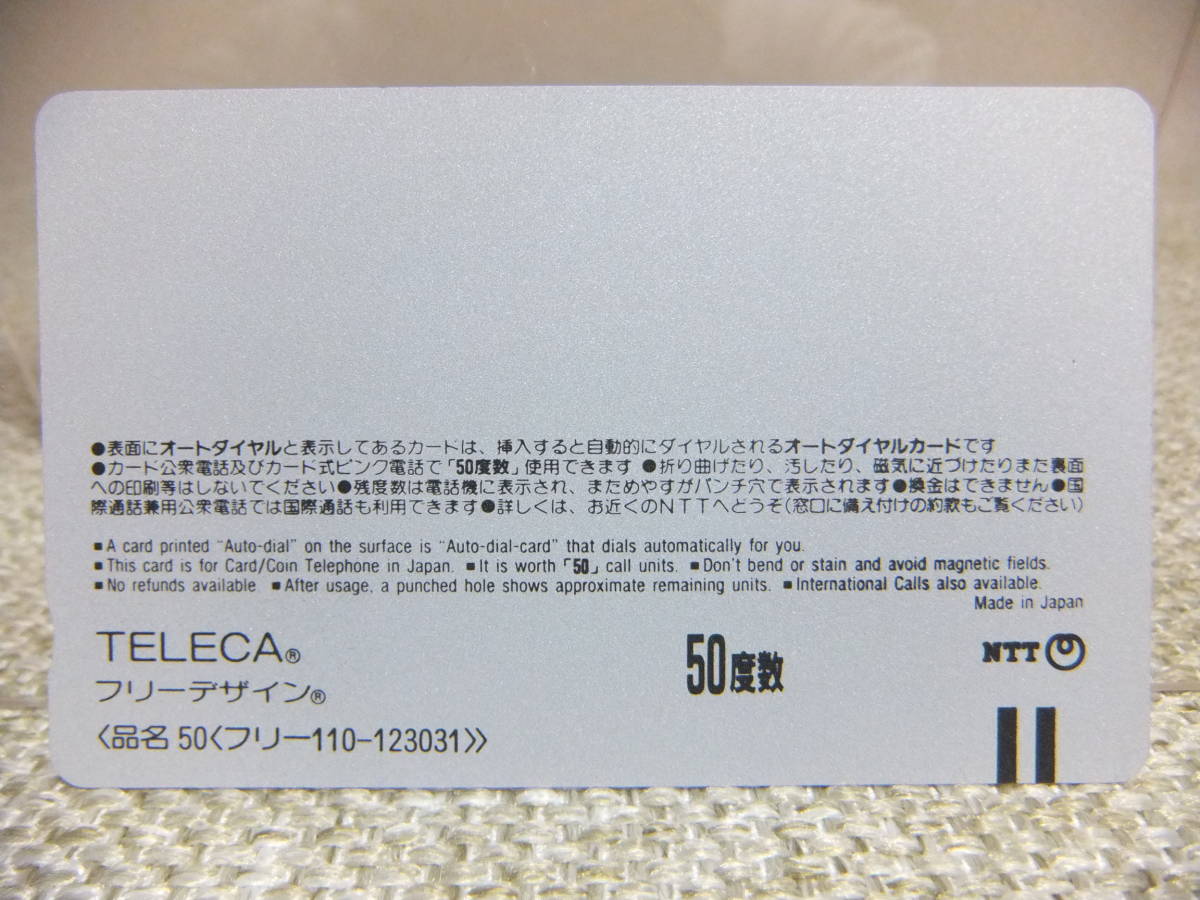 ●表面にオートダイヤルと表示してあるカードは、挿入すると自動的にダイヤルされるオートダイヤルカードです
●カード公衆電話及びカード式ピンク電話で「50度数」使用できます ●折り曲げたり、汚したり、磁気に近づけたりまた裏面
への印刷等はしないでください●残度数は電話機に表示され、まためやすがパンチ穴で表示されます●換金はできません●国
際通話兼用公衆電話では国際通話も利用できます●詳しくは、お近くのNTTへどうぞ(窓口に備え付けの約款もご覧ください)
■A card printed "Auto-dial" on the surface is "Auto-dial-card" that dials automatically for you.
■This card is for Card/Coin Telephone in Japan. ■It is worth「50」call units. ■Don't bend or stain and avoid magnetic fields.
■No refunds available ■After usage, a punched hole shows approximate remaining units. ■International Calls also available.
Made in Japan
TELECA®
フリーデザイン®
〈品名 50〈フリー110-123031〉〉
50度数
NTT